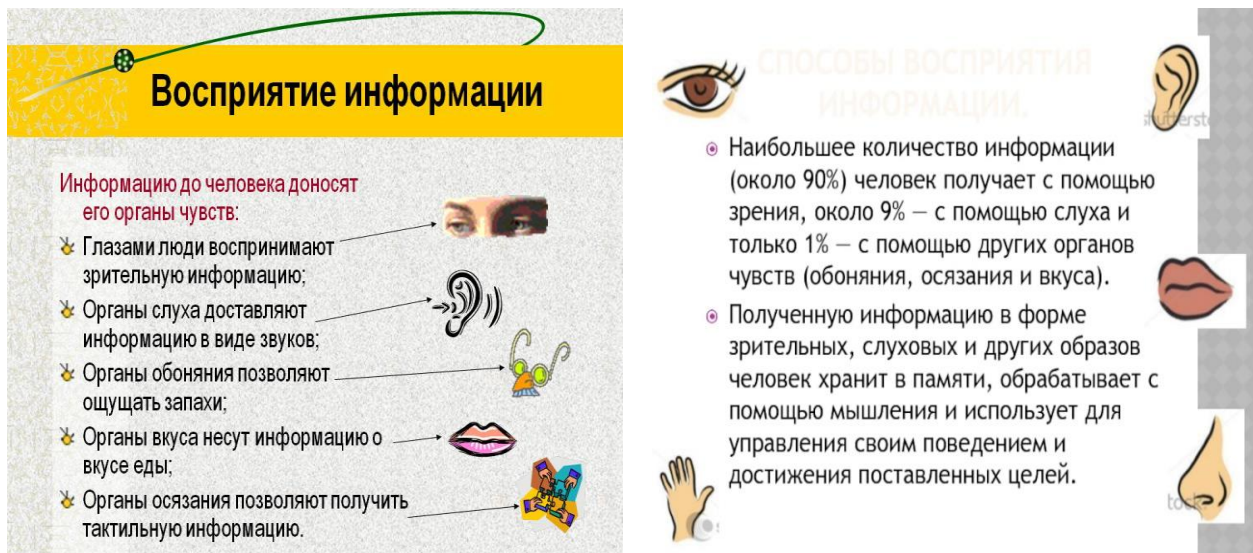 Восприятие информации
Информацию до человека доносят
его органы чувств:
Глазами люди воспринимают
зрительную информацию;
Органы слуха доставляют
информацию в виде звуков;
Органы обоняния позволяют
ощущать запахи;
Органы вкуса несут информацию о
вкусе еды;
Органы осязания позволяют получить
тактильную информацию.
СПОСОБЫ ВОСПРИЯТИЯ
ИНФОРМАЦИИ.
Наибольшее количество информации
(около 90%) человек получает с помощью
зрения, около 9% – с помощью слуха и
только 1% – с помощью других органов
чувств (обоняния, осязания и вкуса).
Полученную информацию в форме
зрительных, слуховых и других образов
человек хранит в памяти, обрабатывает с
помощью мышления и использует для
управления своим поведением и
достижения поставленных целей.